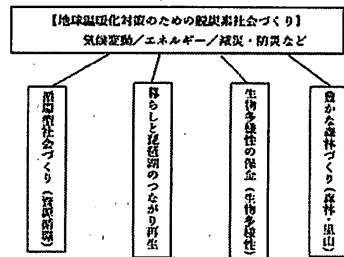 【地球温暖化対策のための脱炭素社会づくり】
気候変動/エネルギー/減災・防災など
循環型社会づくり(資源循環)
暮らしと琵琶湖のつながり再生
生物多様性の保全(生物多様性)
豊かな森林づくり(森林・里山)